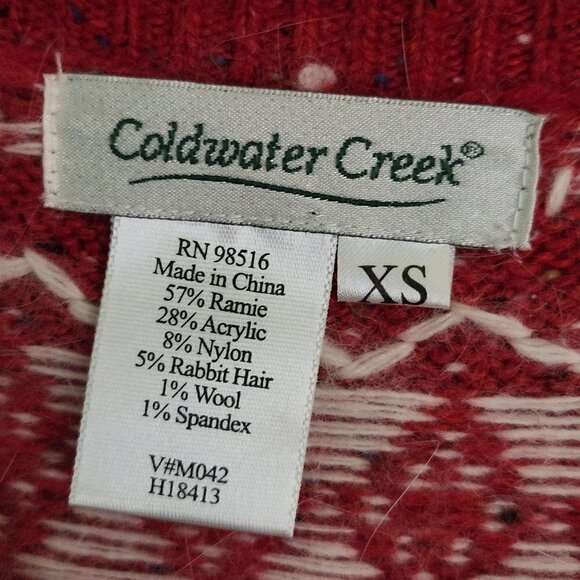 Coldwater Creek®
RN 98516
Made in China
57% Ramie
28% Acrylic
8% Nylon
5% Rabbit Hair
1% Wool
1% Spandex
V#M042
H18413
XS